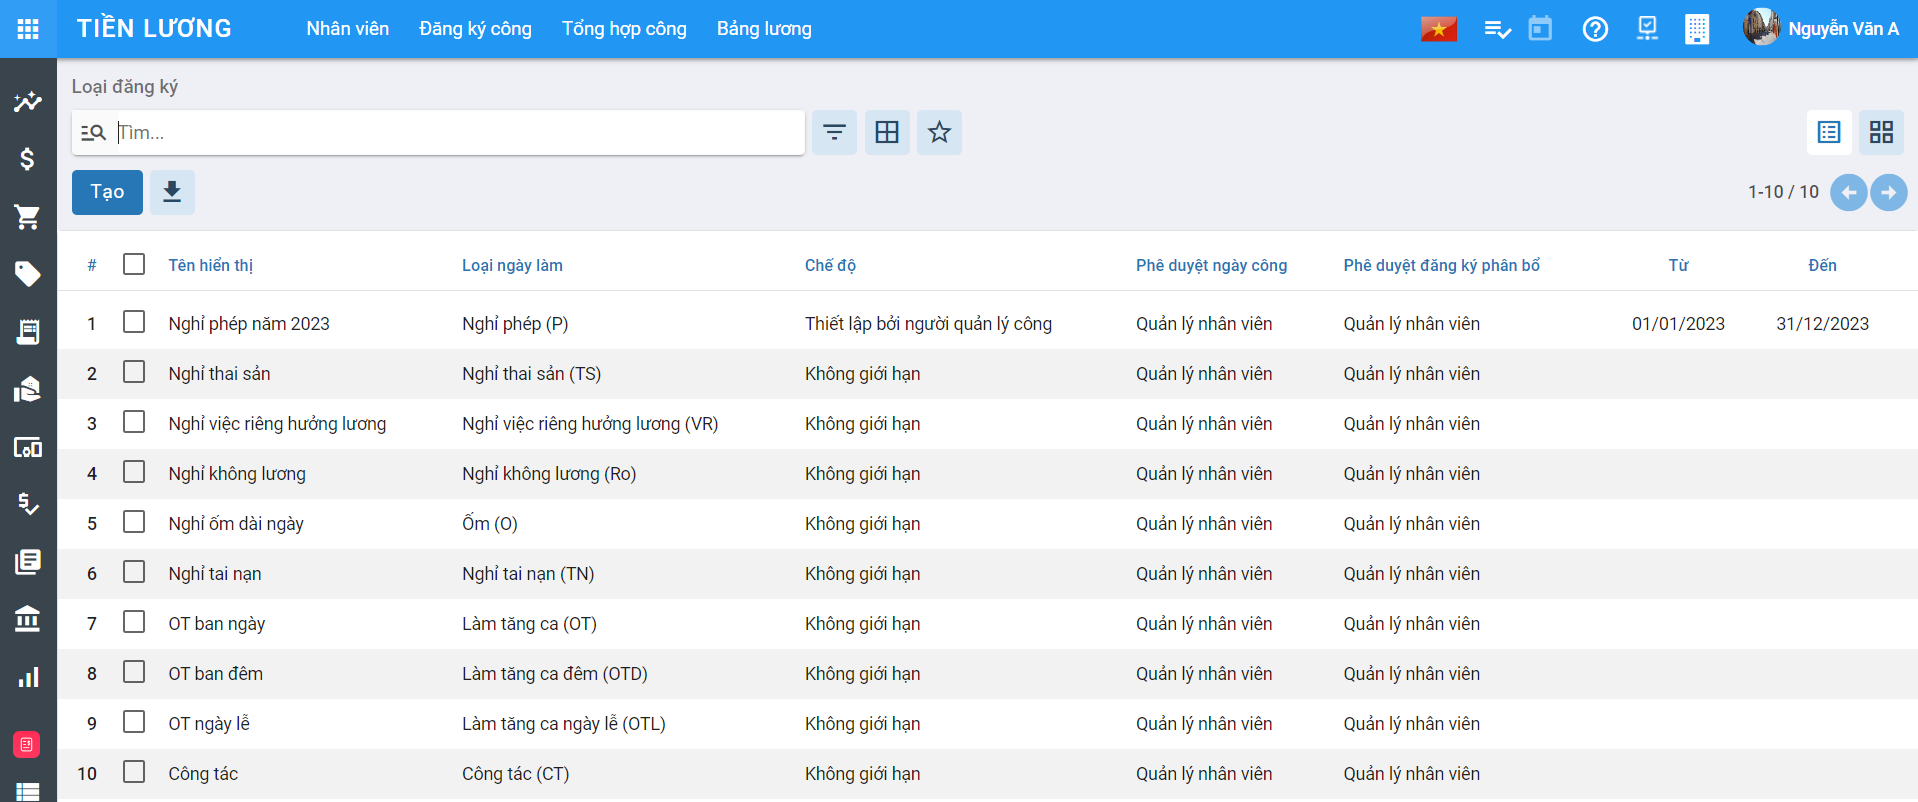 TIỀN LƯƠNG Nhân viên Đăng ký công Tổng hợp công Bảng lương Nguyễn Văn A
Loại đăng ký
Tìm...
Tạo 1-10 / 10
# Tên hiển thị Loại ngày làm Chế độ Phê duyệt ngày công Phê duyệt đăng ký phân bổ Từ Đến
1 Nghỉ phép năm 2023 Nghỉ phép (P) Thiết lập bởi người quản lý công Quản lý nhân viên Quản lý nhân viên 01/01/2023 31/12/2023
2 Nghỉ thai sản Nghỉ thai sản (TS) Không giới hạn Quản lý nhân viên Quản lý nhân viên
3 Nghỉ việc riêng hưởng lương Nghỉ việc riêng hưởng lương (VR) Không giới hạn Quản lý nhân viên Quản lý nhân viên
4 Nghỉ không lương Nghỉ không lương (Ro) Không giới hạn Quản lý nhân viên Quản lý nhân viên
5 Nghỉ ốm dài ngày Ốm (O) Không giới hạn Quản lý nhân viên Quản lý nhân viên
6 Nghỉ tai nạn Nghỉ tai nạn (TN) Không giới hạn Quản lý nhân viên Quản lý nhân viên
7 OT ban ngày Làm tăng ca (OT) Không giới hạn Quản lý nhân viên Quản lý nhân viên
8 OT ban đêm Làm tăng ca đêm (OTD) Không giới hạn Quản lý nhân viên Quản lý nhân viên
9 OT ngày lễ Làm tăng ca ngày lễ (OTL) Không giới hạn Quản lý nhân viên Quản lý nhân viên
10 Công tác Công tác (CT) Không giới hạn Quản lý nhân viên Quản lý nhân viên